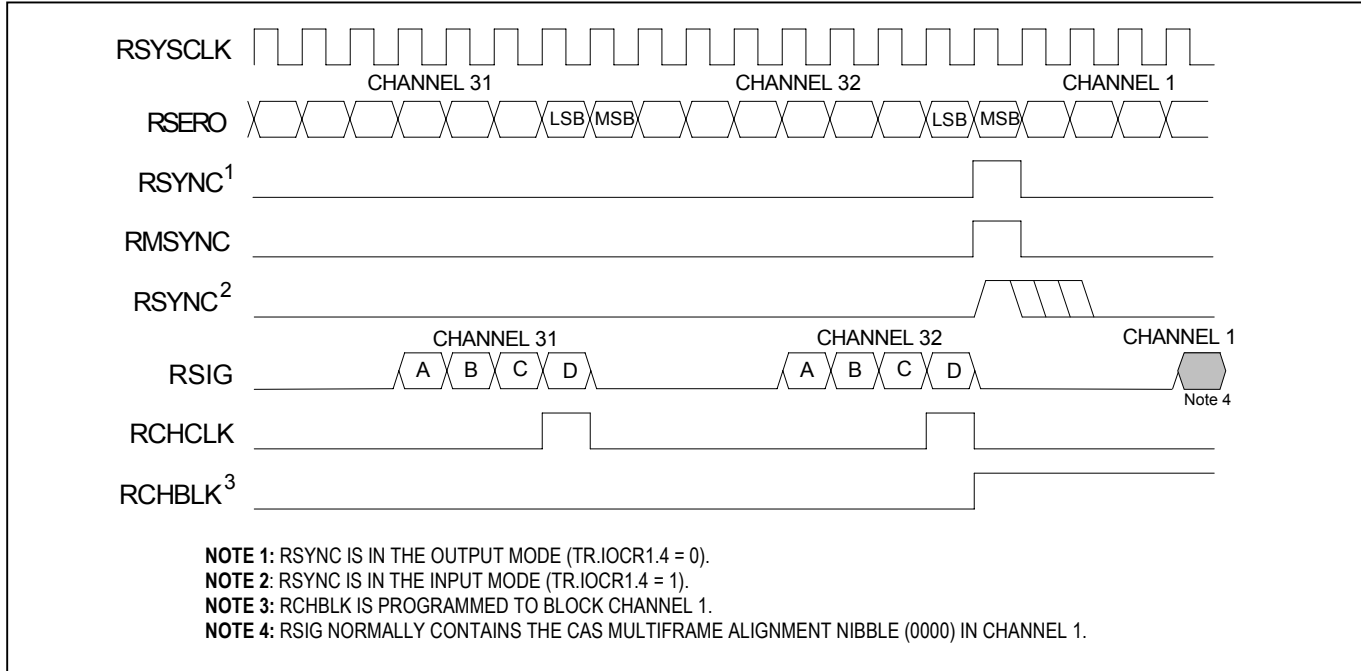 RSYSCLK
CHANNEL 31 CHANNEL 32 CHANNEL 1
RSERO LSB MSB LSB MSB
RSYNC1
RMSYNC
RSYNC2
CHANNEL 31 CHANNEL 32 CHANNEL 1
RSIG A B C D A B C D
Note 4
RCHCLK
RCHBLK3
NOTE 1: RSYNC IS IN THE OUTPUT MODE (TR.IOCR1.4 = 0).
NOTE 2: RSYNC IS IN THE INPUT MODE (TR.IOCR1.4 = 1).
NOTE 3: RCHBLK IS PROGRAMMED TO BLOCK CHANNEL 1.
NOTE 4: RSIG NORMALLY CONTAINS THE CAS MULTIFRAME ALIGNMENT NIBBLE (0000) IN CHANNEL 1.